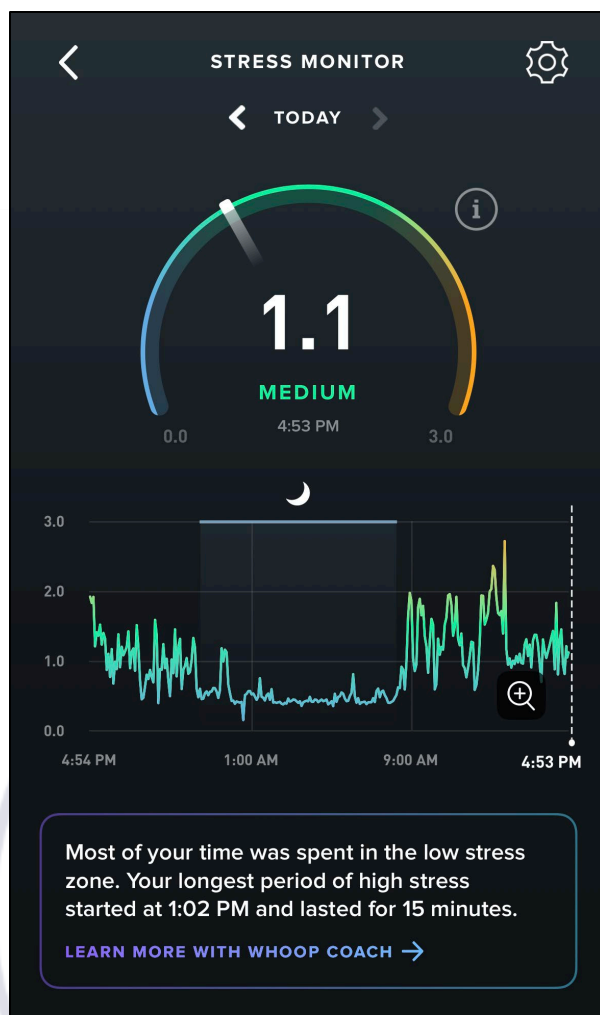 STRESS MONITOR
TODAY
i
1.1
MEDIUM
4:53 PM
0.0 3.0
3.0
2.0
1.0
0.0
4:54 PM 1:00 AM 9:00 AM 4:53 PM
Most of your time was spent in the low stress
zone. Your longest period of high stress
started at 1:02 PM and lasted for 15 minutes.
LEARN MORE WITH WHOOP COACH →